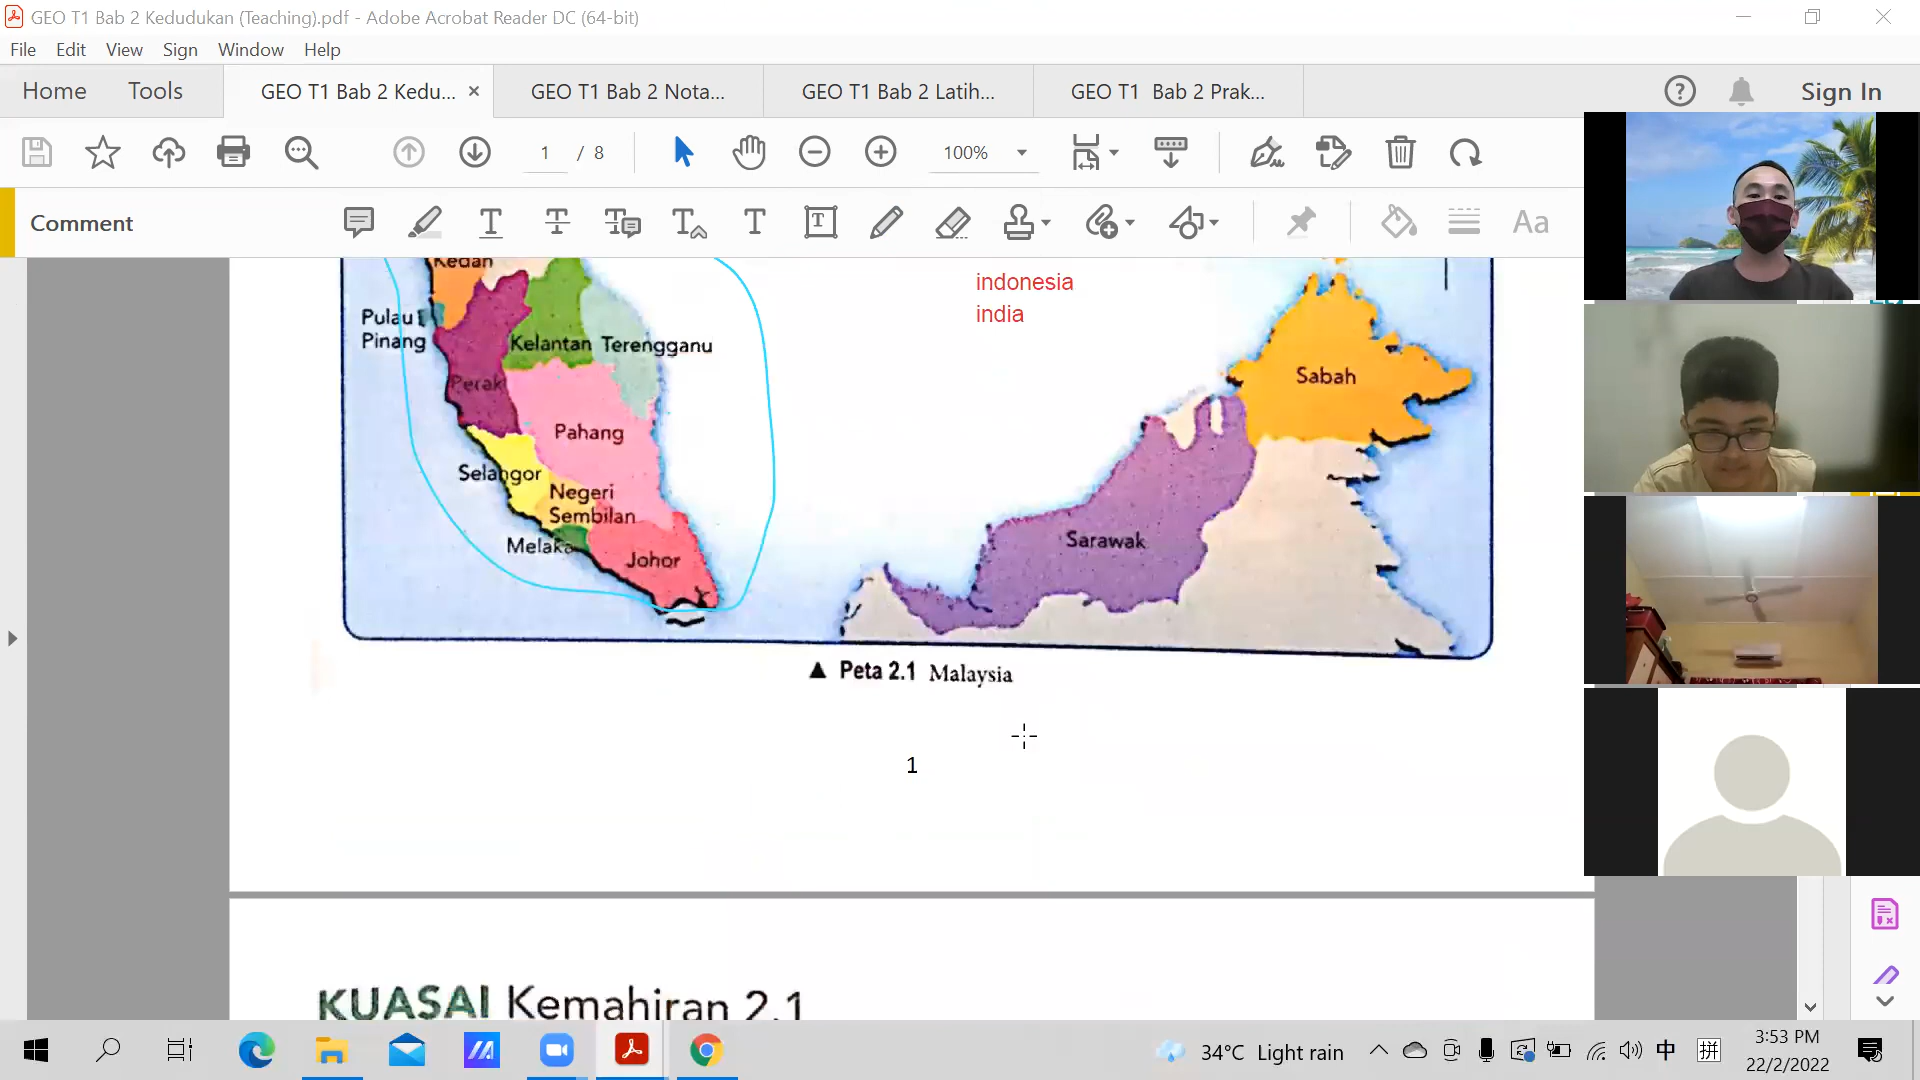 GEO T1 Bab 2 Kedudukan (Teaching).pdf - Adobe Acrobat Reader DC (64-bit)
File Edit View Sign Window Help
Home Tools GEO T1 Bab 2 Kedu... × GEO T1 Bab 2 Nota... GEO T1 Bab 2 Latih... GEO T1 Bab 2 Prak... Sign In
1 / 8 100%
Comment Aa
Kedah
indonesia
india
Pulau
Pinang
Kelantan Terengganu
Perak
Sabah
Pahang
Selangor
Negeri
Sembilan
Melaka
Johor
Sarawak
▲ Peta 2.1 Malaysia
1
KUASAI Kemahiran 2.1
34°C Light rain
中 拼
3:53 PM
22/2/2022